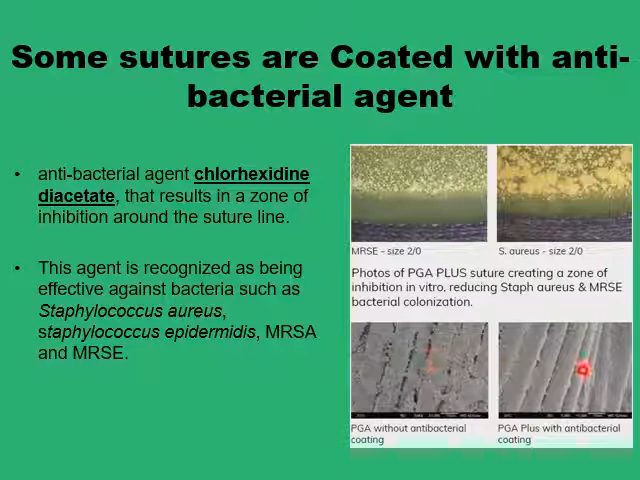 Some sutures are Coated with anti-
bacterial agent
• anti-bacterial agent chlorhexidine
diacetate, that results in a zone of
inhibition around the suture line.
• This agent is recognized as being
effective against bacteria such as
Staphylococcus aureus,
staphylococcus epidermidis, MRSA
and MRSE.
MRSE - size 2/0
S. aureus - size 2/0
Photos of PGA PLUS suture creating a zone of
inhibition in vitro, reducing Staph aureus & MRSE
bacterial colonization.
PGA without antibacterial
coating
PGA Plus with antibacterial
coating